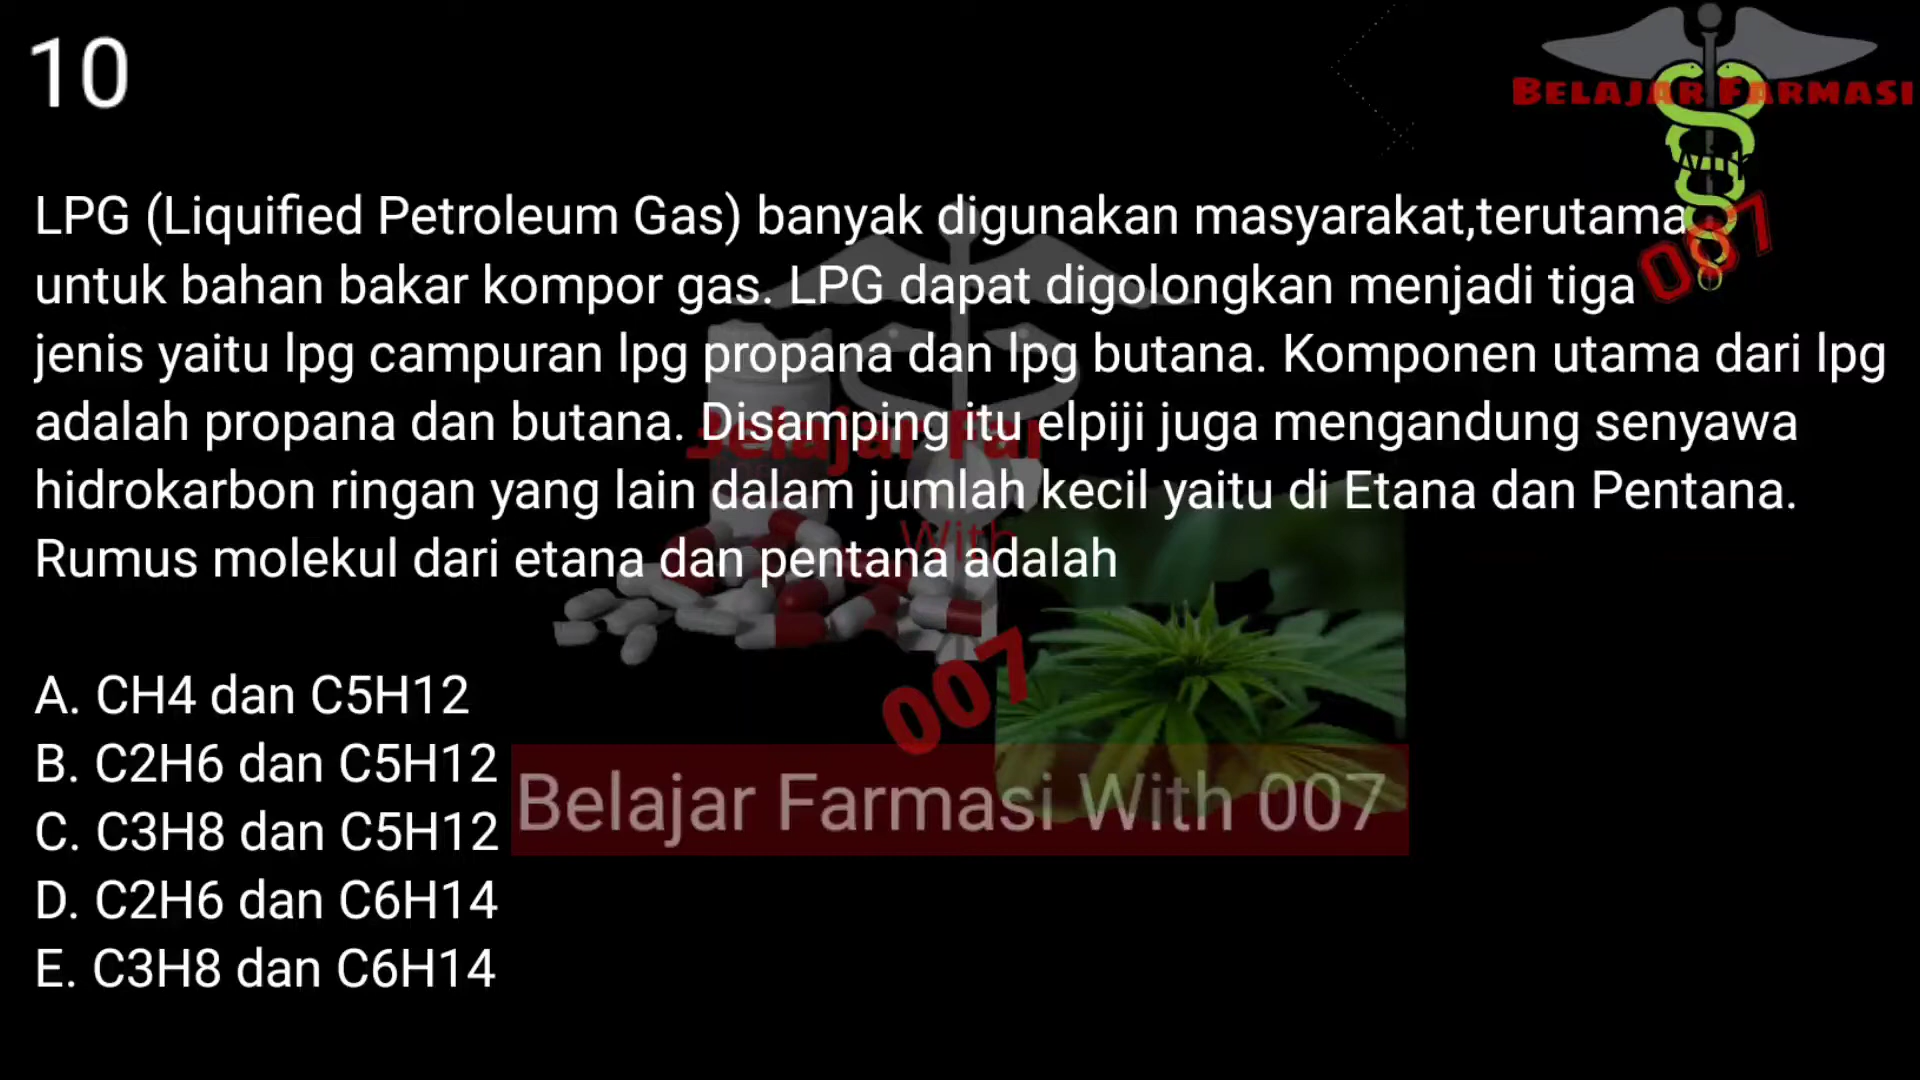 10
BELAJAR FARMASI
007
LPG (Liquified Petroleum Gas) banyak digunakan masyarakat,terutama
untuk bahan bakar kompor gas. LPG dapat digolongkan menjadi tiga
jenis yaitu lpg campuran lpg propana dan lpg butana. Komponen utama dari lpg
adalah propana dan butana. Disamping itu elpiji juga mengandung senyawa
hidrokarbon ringan yang lain dalam jumlah kecil yaitu di Etana dan Pentana.
Rumus molekul dari etana dan pentana adalah
Belajar Far
With
007
A. CH4 dan C5H12
B. C2H6 dan C5H12
C. C3H8 dan C5H12
D. C2H6 dan C6H14
E. C3H8 dan C6H14
Belajar Farmasi With 007